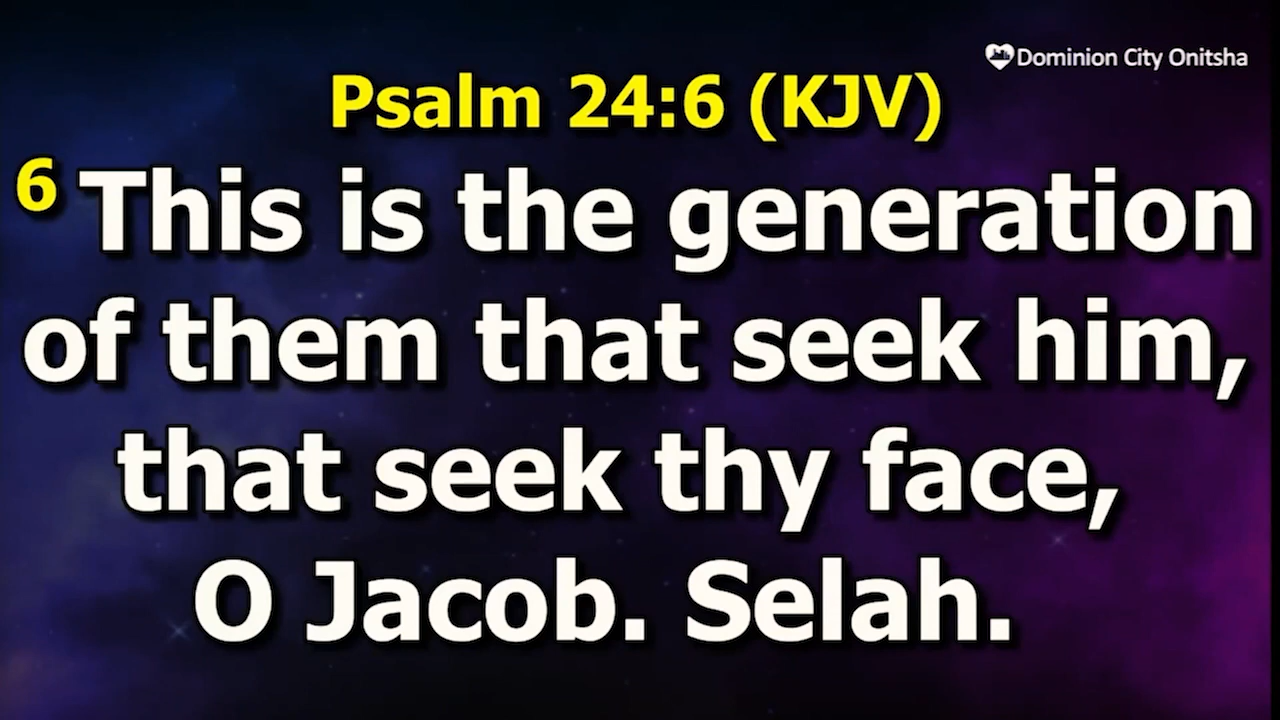 Dominion City Onitsha
Psalm 24:6 (KJV)
6 This is the generation
of them that seek him,
that seek thy face,
O Jacob. Selah.